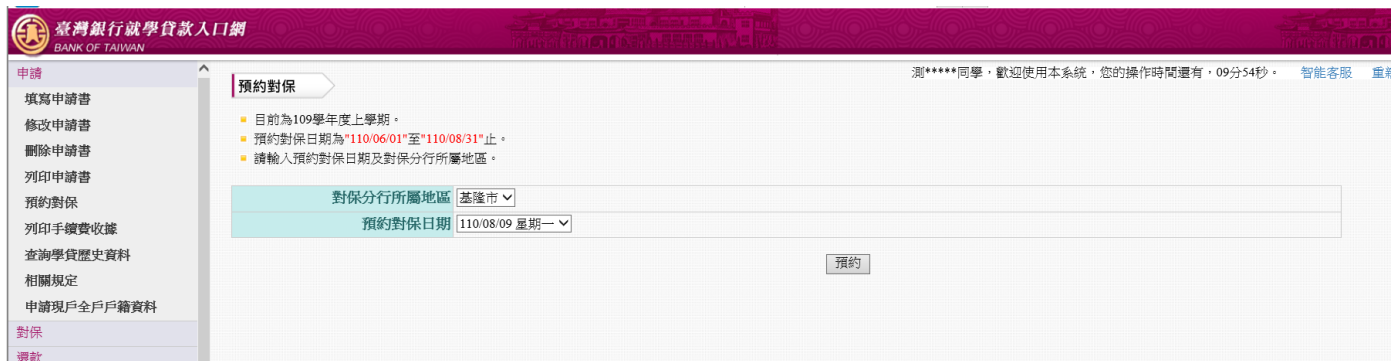 臺灣銀行就學貸款入口網
BANK OF TAIWAN
測*****同學，歡迎使用本系統，您的操作時間還有，09分54秒。 智能客服 重新
申請
填寫申請書
修改申請書
刪除申請書
列印申請書
預約對保
列印手續費收據
查詢學貸歷史資料
相關規定
申請現戶全戶戶籍資料
對保
還款
預約對保
目前為109學年度上學期。
預約對保日期為"110/06/01"至"110/08/31"止。
請輸入預約對保日期及對保分行所屬地區。
對保分行所屬地區 基隆市
預約對保日期 110/08/09 星期一
預約